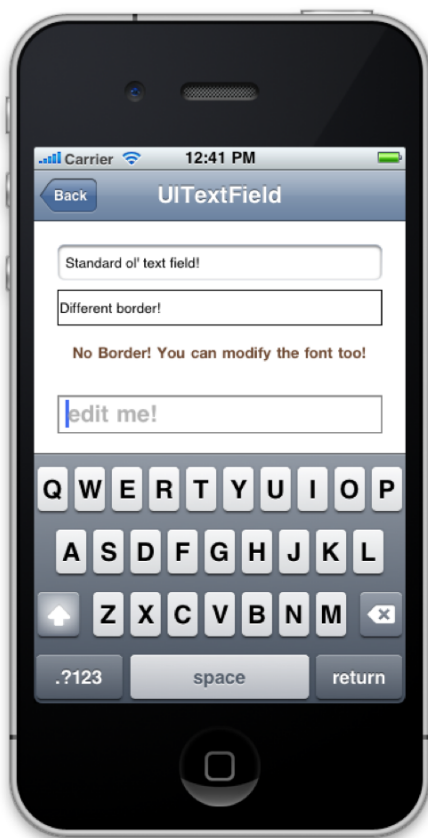 Carrier 12:41 PM
Back UITextField
Standard ol' text field!
Different border!
No Border! You can modify the font too!
edit me!
Q W E R T Y U I O P
A S D F G H J K L
Z X C V B N M
.?123 space return